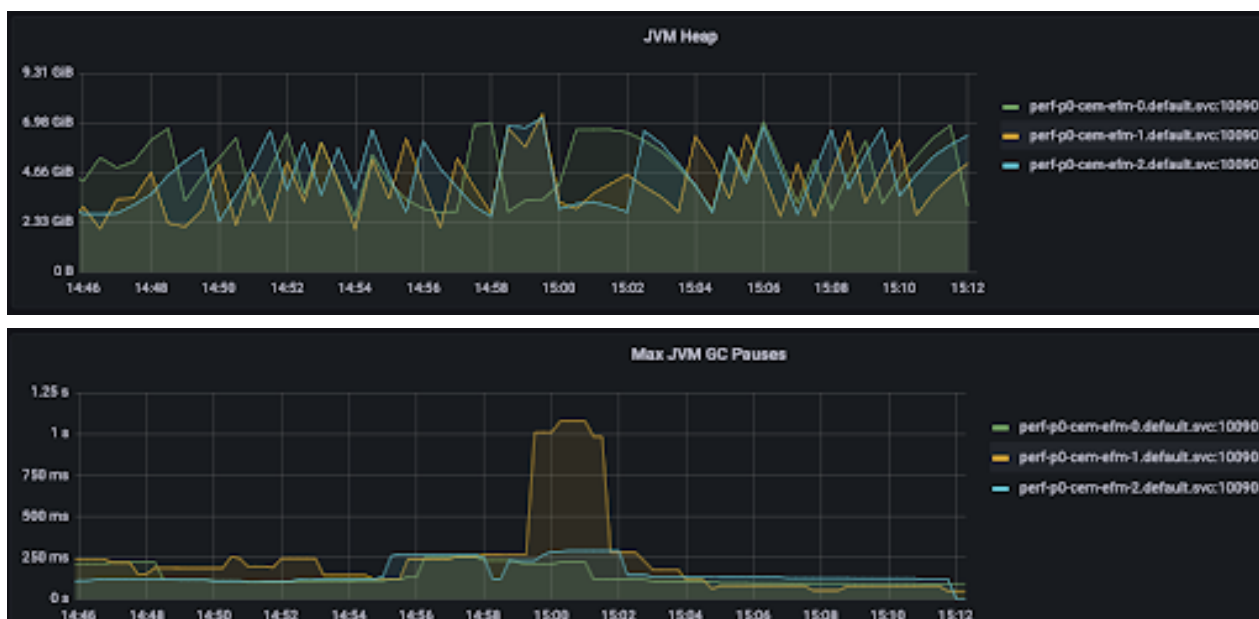 JVM Heap
9.31 GiB
6.98 GiB
4.66 GiB
2.33 GiB
0 B
14:46 14:48 14:50 14:52 14:54 14:56 14:58 15:00 15:02 15:04 15:06 15:08 15:10 15:12
perf-p0-cem-efm-0.default.svc:10090
perf-p0-cem-efm-1.default.svc:10090
perf-p0-cem-efm-2.default.svc:10090
Max JVM GC Pauses
1.25 s
1 s
750 ms
500 ms
250 ms
0 s
14:46 14:48 14:50 14:52 14:54 14:56 14:58 15:00 15:02 15:04 15:06 15:08 15:10 15:12
perf-p0-cem-efm-0.default.svc:10090
perf-p0-cem-efm-1.default.svc:10090
perf-p0-cem-efm-2.default.svc:10090